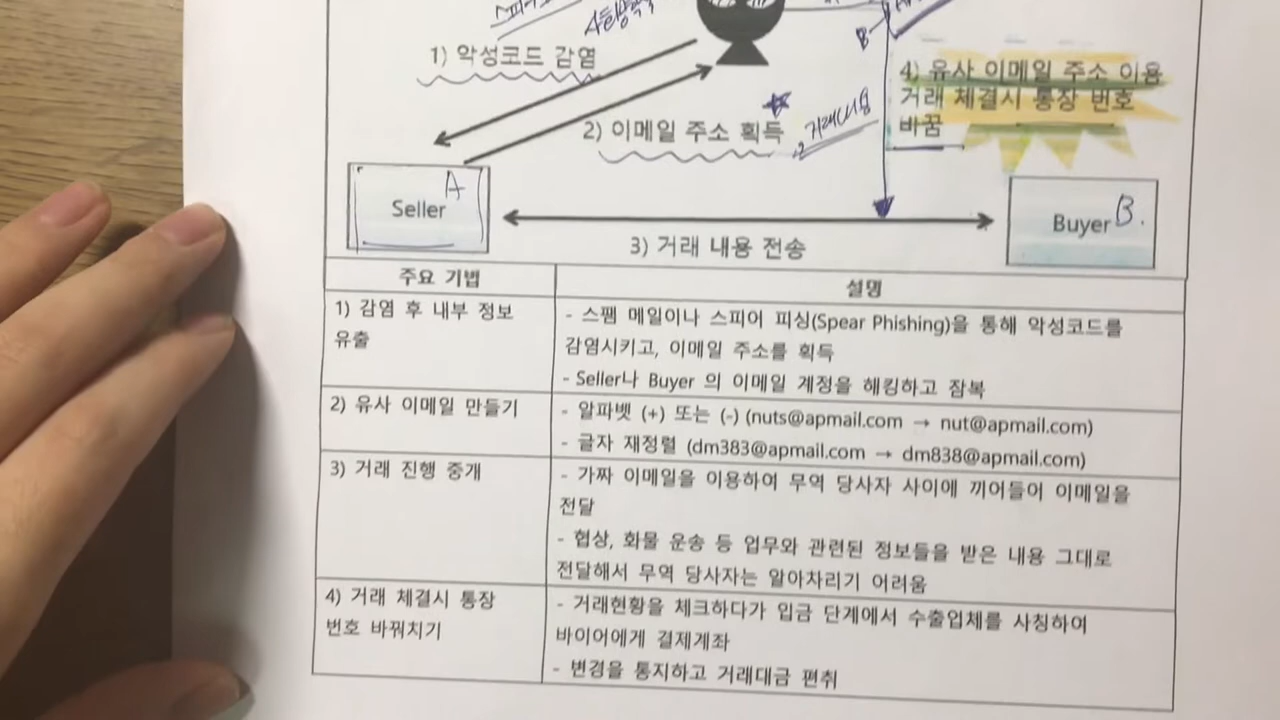 1) 악성코드 감염
4) 유사 이메일 주소 이용
거래 체결시 통장 번호
바꿈
2) 이메일 주소 획득
거래내용
A
Seller
B.
Buyer
3) 거래 내용 전송
주요 기법
설명
1) 감염 후 내부 정보
유출
- 스팸 메일이나 스피어 피싱(Spear Phishing)을 통해 악성코드를
감염시키고, 이메일 주소를 획득
- Seller나 Buyer 의 이메일 계정을 해킹하고 잠복
2) 유사 이메일 만들기
- 알파벳 (+) 또는 (-) (nuts@apmail.com → nut@apmail.com)
- 글자 재정렬 (dm383@apmail.com → dm838@apmail.com)
3) 거래 진행 중개
- 가짜 이메일을 이용하여 무역 당사자 사이에 끼어들어 이메일을
전달
- 협상, 화물 운송 등 업무와 관련된 정보들을 받은 내용 그대로
전달해서 무역 당사자는 알아차리기 어려움
4) 거래 체결시 통장
번호 바꿔치기
- 거래현황을 체크하다가 입금 단계에서 수출입체를 사칭하여
바이어에게 결제계좌
- 변경을 통지하고 거래대금 편취